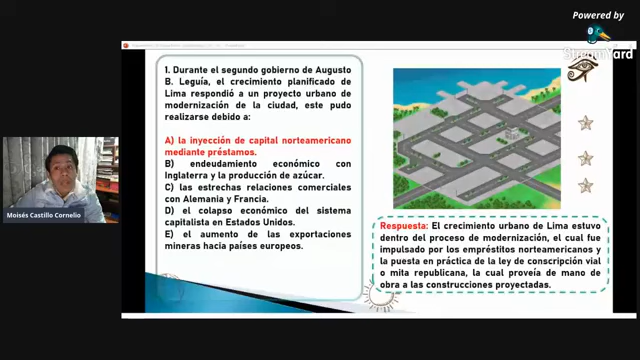 Powered by
StreamYard
1. Durante el segundo gobierno de Augusto
B. Leguía, el crecimiento planificado de
Lima respondió a un proyecto urbano de
modernización de la ciudad, este pudo
realizarse debido a:
A) la inyección de capital norteamericano
mediante préstamos.
B) endeudamiento económico con
Inglaterra y la producción de azúcar.
C) las estrechas relaciones comerciales
con Alemania y Francia.
D) el colapso económico del sistema
capitalista en Estados Unidos.
E) el aumento de las exportaciones
mineras hacia países europeos.
Respuesta: El crecimiento urbano de Lima estuvo
dentro del proceso de modernización, el cual fue
impulsado por los empréstitos norteamericanos y
la puesta en práctica de la ley de conscripción vial
o mita republicana, la cual proveía de mano de
obra a las construcciones proyectadas.
Moisés Castillo Cornelio